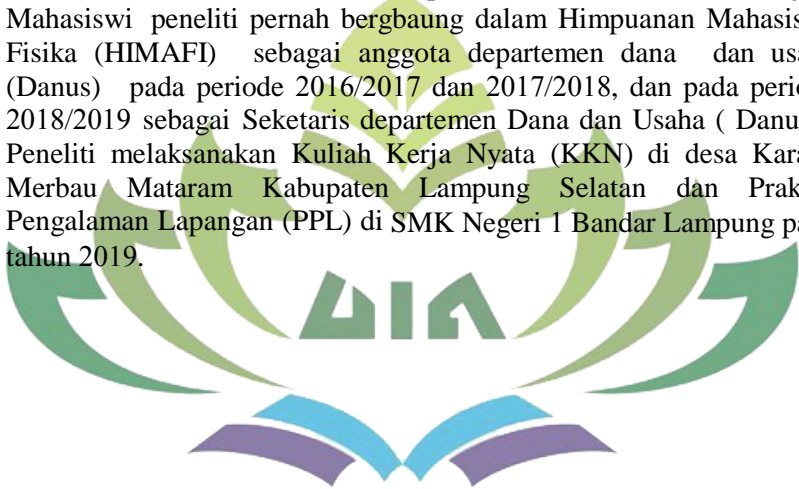 Mahasiswi peneliti pernah bergbaung dalam Himpuanan Mahasis
Fisika (HIMAFI) sebagai anggota departemen dana dan usa
(Danus) pada periode 2016/2017 dan 2017/2018, dan pada perio
2018/2019 sebagai Seketaris departemen Dana dan Usaha ( Danu
Peneliti melaksanakan Kuliah Kerja Nyata (KKN) di desa Kara
Merbau Mataram Kabupaten Lampung Selatan dan Prak
Pengalaman Lapangan (PPL) di SMK Negeri 1 Bandar Lampung pa
tahun 2019.
UIN